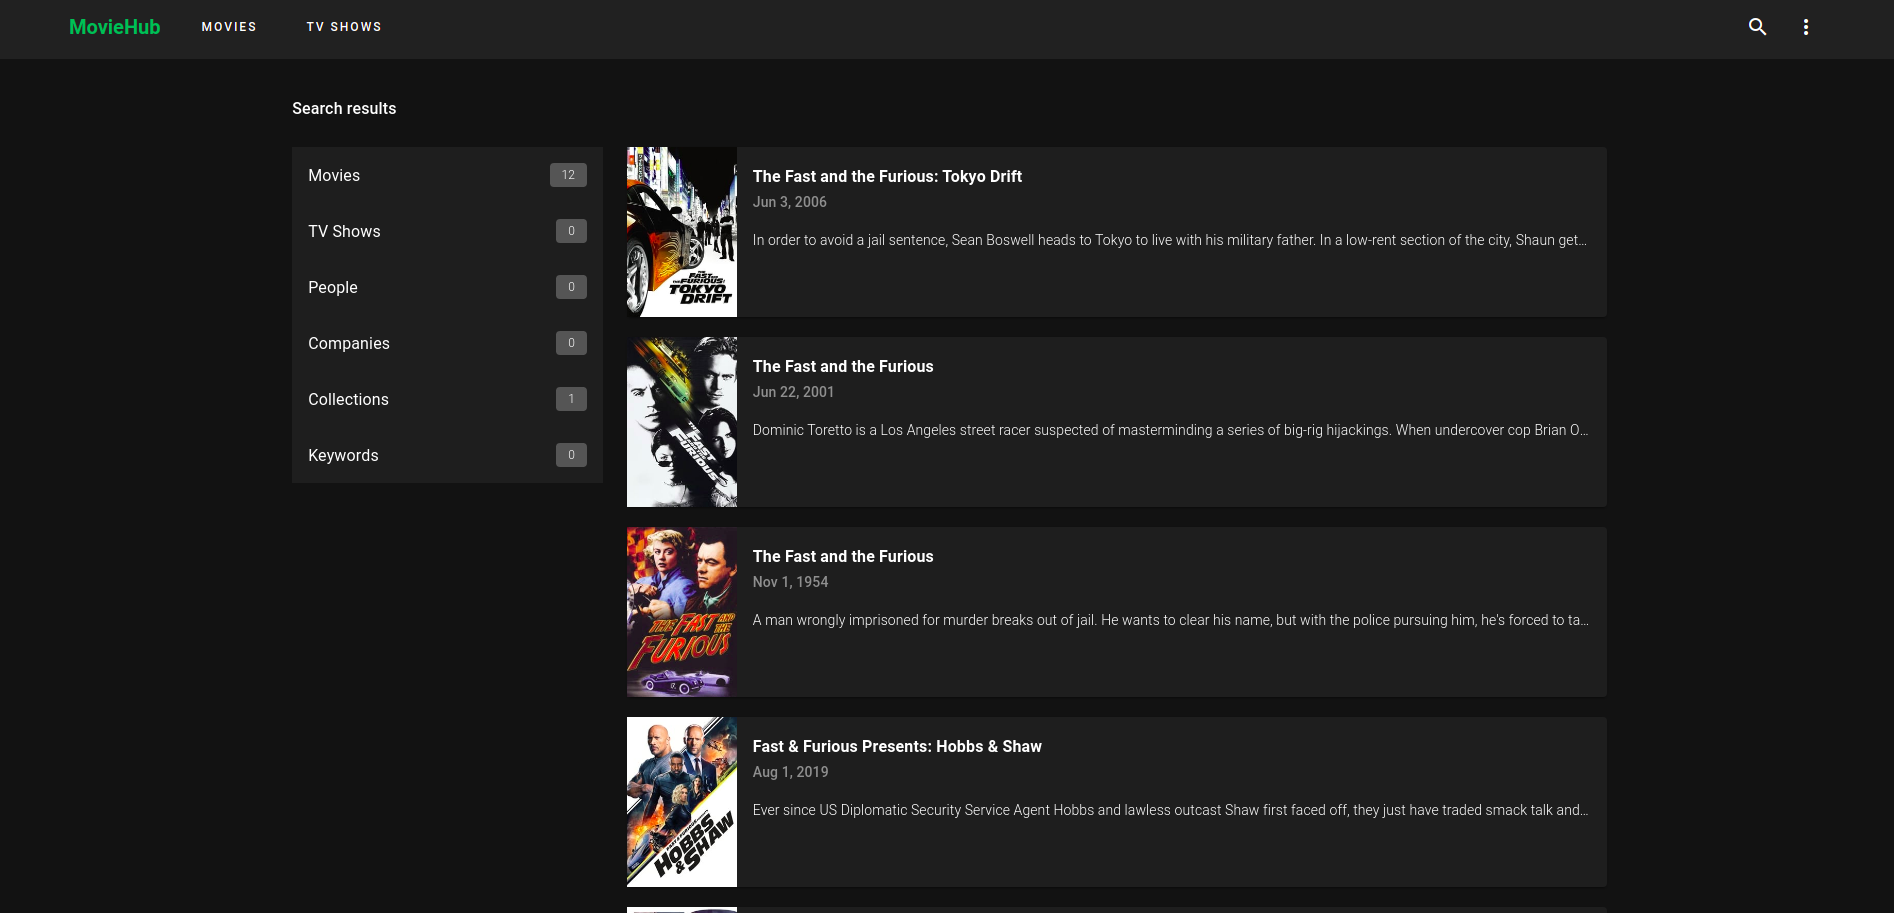 MovieHub MOVIES TV SHOWS
Search results
Movies 12
TV Shows 0
People 0
Companies 0
Collections 1
Keywords 0
THE FAST AND THE FURIOUS: TOKYO DRIFT
The Fast and the Furious: Tokyo Drift
Jun 3, 2006
In order to avoid a jail sentence, Sean Boswell heads to Tokyo to live with his military father. In a low-rent section of the city, Shaun get...
THE FAST AND THE FURIOUS
The Fast and the Furious
Jun 22, 2001
Dominic Toretto is a Los Angeles street racer suspected of masterminding a series of big-rig hijackings. When undercover cop Brian O...
THE FAST AND THE FURIOUS
The Fast and the Furious
Nov 1, 1954
A man wrongly imprisoned for murder breaks out of jail. He wants to clear his name, but with the police pursuing him, he's forced to ta...
HOBBS & SHAW
Fast & Furious Presents: Hobbs & Shaw
Aug 1, 2019
Ever since US Diplomatic Security Service Agent Hobbs and lawless outcast Shaw first faced off, they just have traded smack talk and...